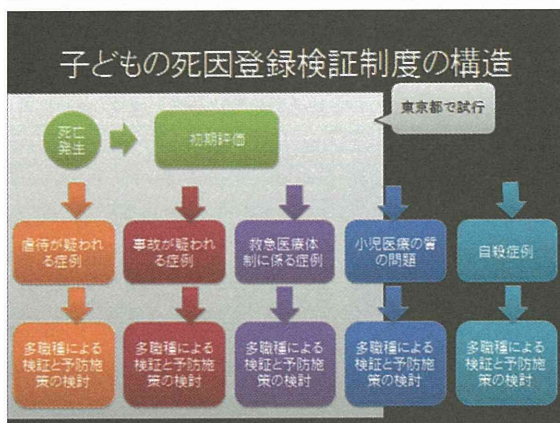 子どもの死因登録検証制度の構造
東京都で試行
死亡
発生
初期評価
虐待が疑われ
る症例
事故が疑われ
る症例
救急医療体
制に係る症例
小児医療の質
の問題
自殺症例
多職種による
検証と予防施
策の検討
多職種による
検証と予防施
策の検討
多職種による
検証と予防施
策の検討
多職種による
検証と予防施
策の検討
多職種による
検証と予防施
策の検討